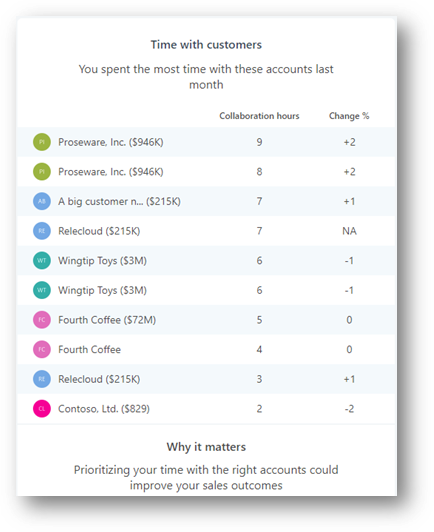 Time with customers
You spent the most time with these accounts last
month
Collaboration hours Change %
PI Proseware, Inc. ($946K) 9 +2
PI Proseware, Inc. ($946K) 8 +2
AB A big customer n... ($215K) 7 +1
RE Relecloud ($215K) 7 NA
WT Wingtip Toys ($3M) 6 -1
WT Wingtip Toys ($3M) 6 -1
FC Fourth Coffee ($72M) 5 0
FC Fourth Coffee 4 0
RE Relecloud ($215K) 3 +1
CL Contoso, Ltd. ($829) 2 -2
Why it matters
Prioritizing your time with the right accounts could
improve your sales outcomes